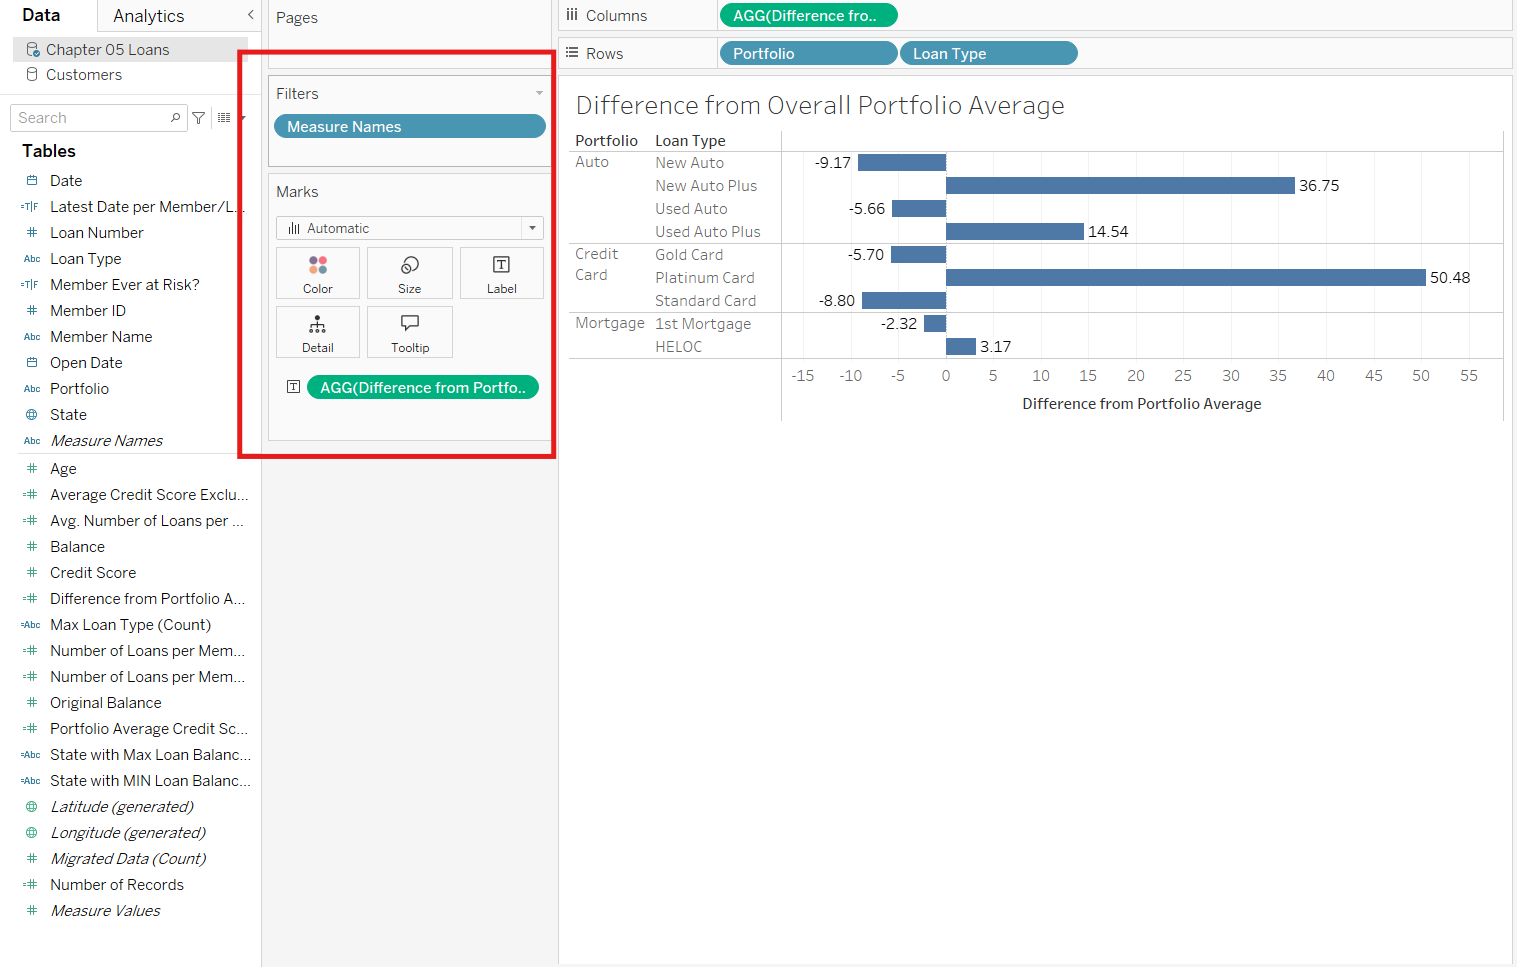 Data
Analytics
Chapter 05 Loans
Customers
Search
Tables
Date
=T|F Latest Date per Member/L...
Loan Number
Abc Loan Type
=T|F Member Ever at Risk?
Member ID
Abc Member Name
Open Date
Abc Portfolio
State
Abc Measure Names
# Age
=# Average Credit Score Exclu...
=# Avg. Number of Loans per ...
# Balance
# Credit Score
=# Difference from Portfolio A...
=Abc Max Loan Type (Count)
=# Number of Loans per Mem...
=# Number of Loans per Mem...
# Original Balance
=# Portfolio Average Credit Sc...
=Abc State with Max Loan Balanc...
=Abc State with MIN Loan Balanc...
Latitude (generated)
Longitude (generated)
# Migrated Data (Count)
=# Number of Records
# Measure Values
Pages
Filters
Measure Names
Marks
Automatic
Color Size Label
Detail Tooltip
T AGG(Difference from Portfo..
Columns AGG(Difference fro..
Rows Portfolio Loan Type
Difference from Overall Portfolio Average
Portfolio Loan Type
Auto New Auto -9.17
New Auto Plus 36.75
Used Auto -5.66
Used Auto Plus 14.54
Credit Card Gold Card -5.70
Platinum Card 50.48
Standard Card -8.80
Mortgage 1st Mortgage -2.32
HELOC 3.17
-15 -10 -5 0 5 10 15 20 25 30 35 40 45 50 55
Difference from Portfolio Average